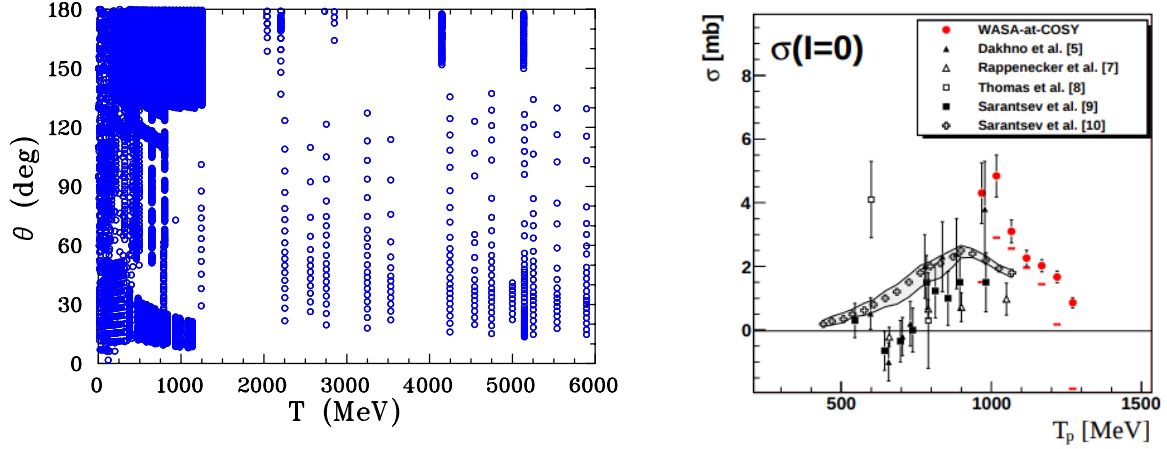 180
150
120
90
60
30
0
θ (deg)
0 1000 2000 3000 4000 5000 6000
T (MeV)
σ [mb]
8
6
4
2
0
σ(I=0)
WASA-at-COSY
Dakhno et al. [5]
Rappenecker et al. [7]
Thomas et al. [8]
Sarantsev et al. [9]
Sarantsev et al. [10]
500 1000 1500
Tp [MeV]